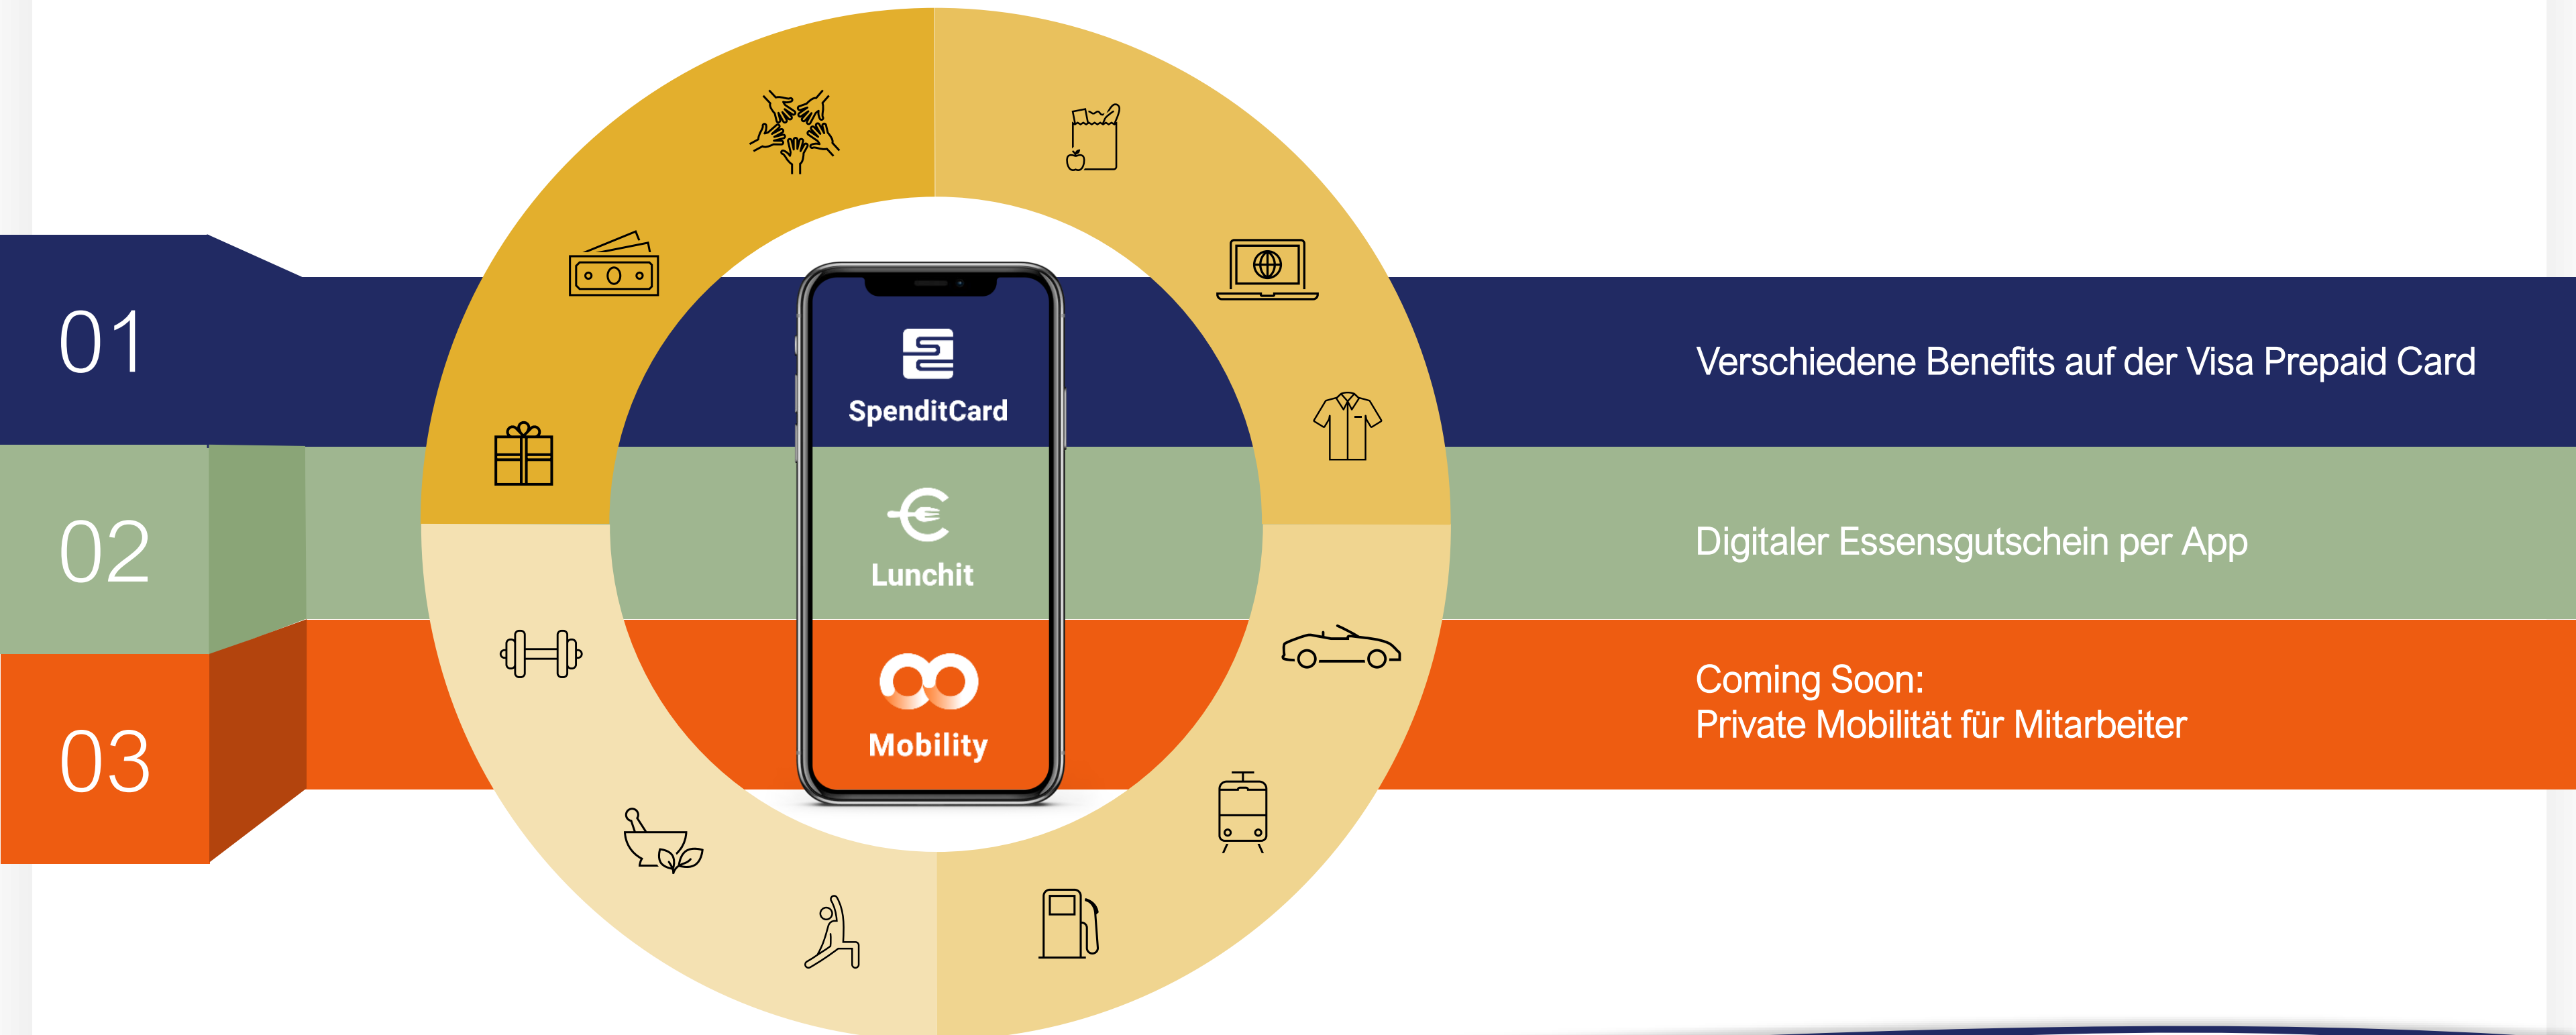 01
SpenditCard
Verschiedene Benefits auf der Visa Prepaid Card
02
Lunchit
Digitaler Essensgutschein per App
03
Mobility
Coming Soon:
Private Mobilität für Mitarbeiter